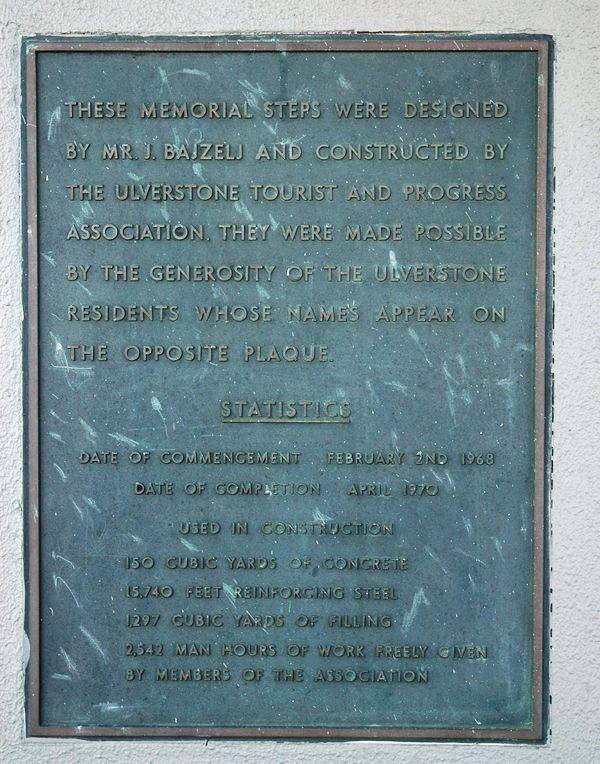 THESE MEMORIAL STEPS WERE DESIGNED
BY MR. J. BAJZELJ AND CONSTRUCTED BY
THE ULVERSTONE TOURIST AND PROGRESS
ASSOCIATION. THEY WERE MADE POSSIBLE
BY THE GENEROSITY OF THE ULVERSTONE
RESIDENTS WHOSE NAMES APPEAR ON
THE OPPOSITE PLAQUE.
STATISTICS
DATE OF COMMENCEMENT FEBRUARY 2ND 1968
DATE OF COMPLETION APRIL 1970
USED IN CONSTRUCTION
150 CUBIC YARDS OF CONCRETE
15,740 FEET REINFORCING STEEL
1,297 CUBIC YARDS OF FILLING
2,542 MAN HOURS OF WORK FREELY GIVEN
BY MEMBERS OF THE ASSOCIATION